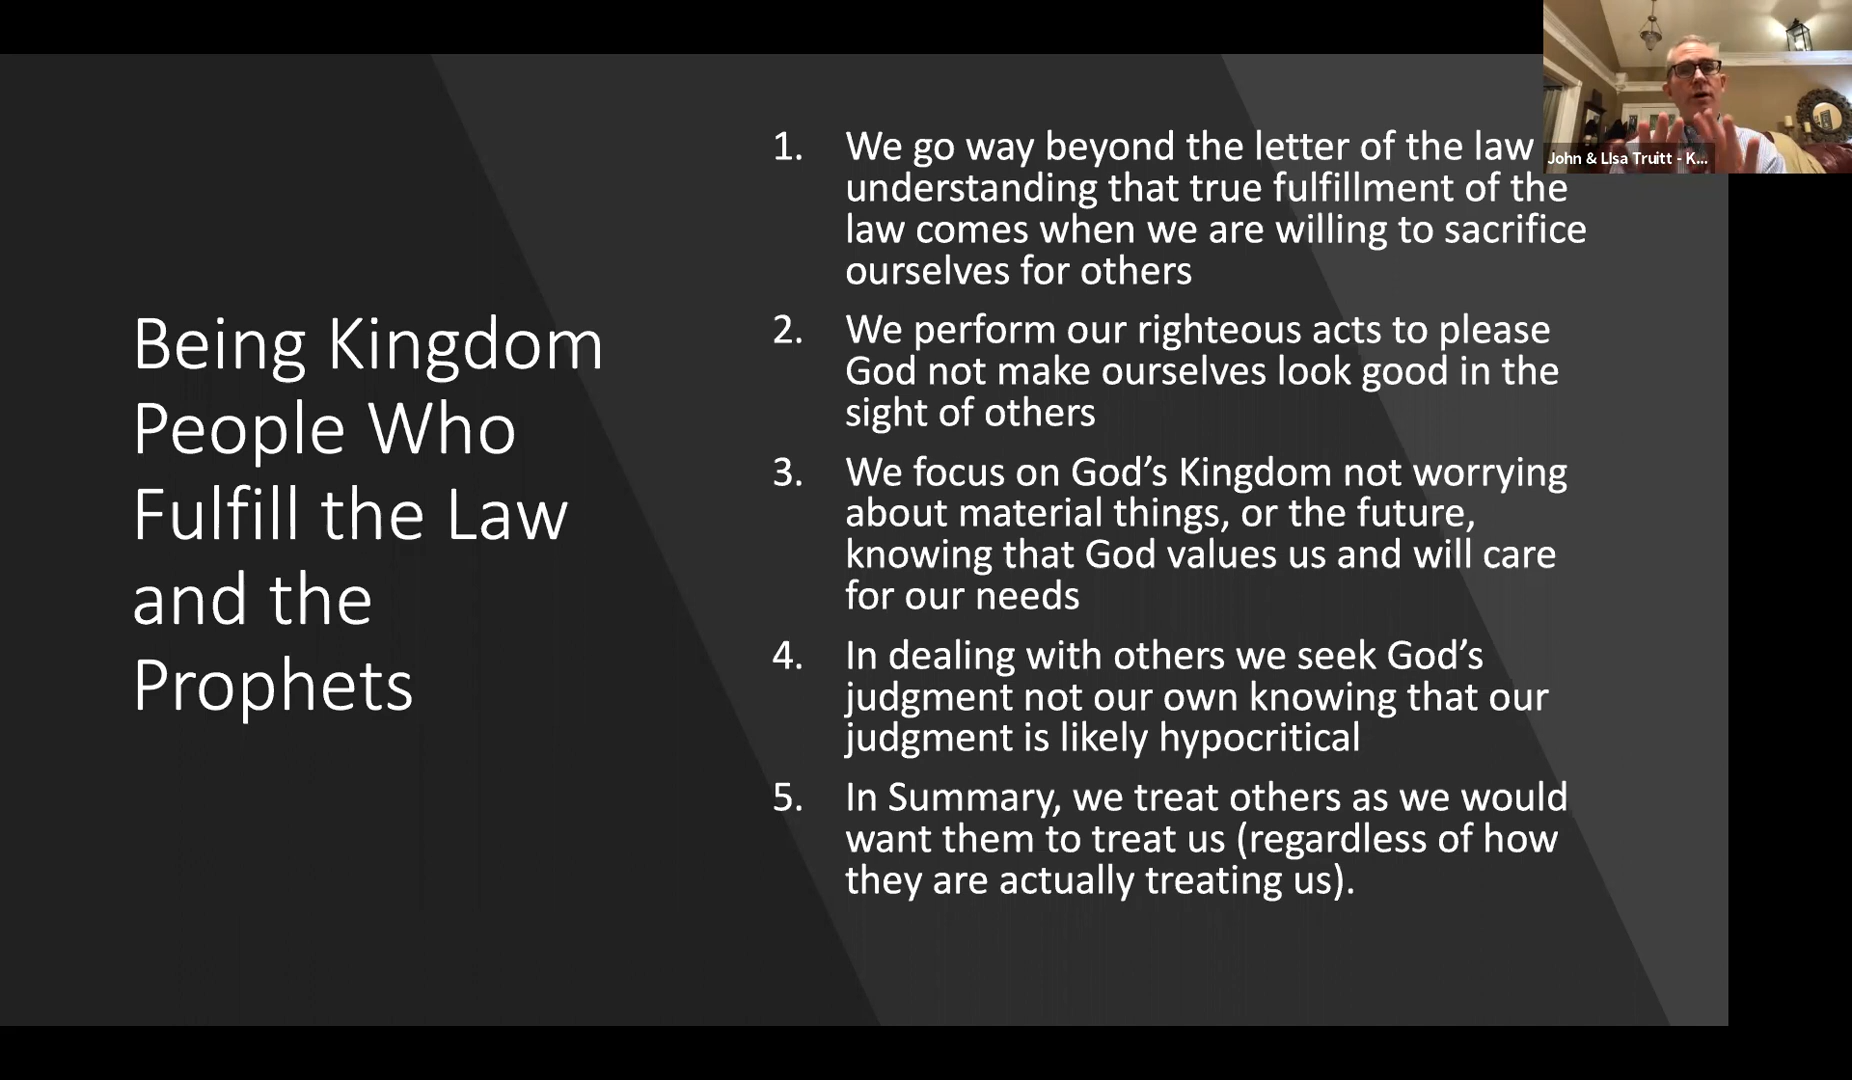 John & LIsa Truitt - K...
Being Kingdom
People Who
Fulfill the Law
and the
Prophets
1. We go way beyond the letter of the law
understanding that true fulfillment of the
law comes when we are willing to sacrifice
ourselves for others
2. We perform our righteous acts to please
God not make ourselves look good in the
sight of others
3. We focus on God’s Kingdom not worrying
about material things, or the future,
knowing that God values us and will care
for our needs
4. In dealing with others we seek God’s
judgment not our own knowing that our
judgment is likely hypocritical
5. In Summary, we treat others as we would
want them to treat us (regardless of how
they are actually treating us).